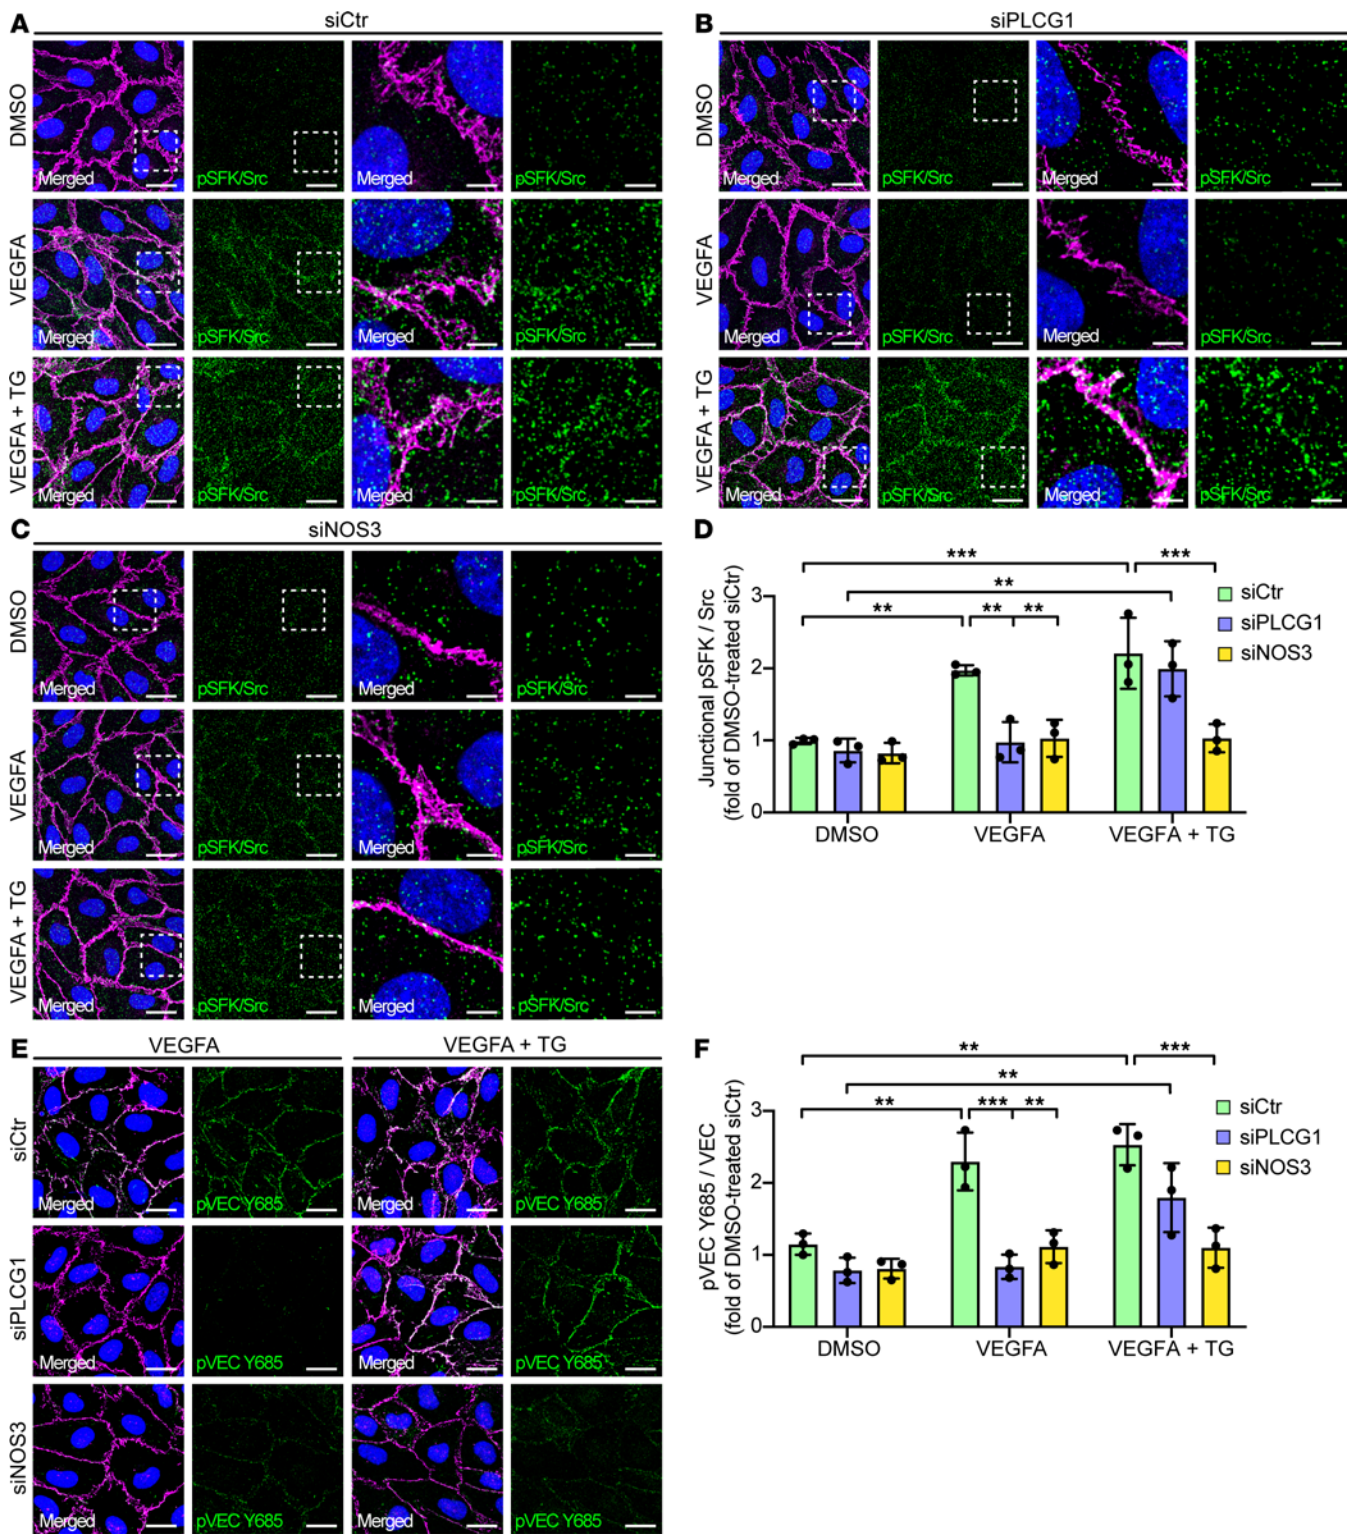 A
siCtr
DMSO
Merged
pSFK/Src
Merged
pSFK/Src
VEGFA
Merged
pSFK/Src
Merged
pSFK/Src
VEGFA + TG
Merged
pSFK/Src
Merged
pSFK/Src
B
siPLCG1
DMSO
Merged
pSFK/Src
Merged
pSFK/Src
VEGFA
Merged
pSFK/Src
Merged
pSFK/Src
VEGFA + TG
Merged
pSFK/Src
Merged
pSFK/Src
C
siNOS3
DMSO
Merged
pSFK/Src
Merged
pSFK/Src
VEGFA
Merged
pSFK/Src
Merged
pSFK/Src
VEGFA + TG
Merged
pSFK/Src
Merged
pSFK/Src
D
Junctional pSFK / Src
(fold of DMSO-treated siCtr)
*** ***
**
** ** **
3
2
1
0
DMSO VEGFA VEGFA + TG
siCtr
siPLCG1
siNOS3
E
VEGFA VEGFA + TG
siCtr
Merged
pVEC Y685
Merged
pVEC Y685
siPLCG1
Merged
pVEC Y685
Merged
pVEC Y685
siNOS3
Merged
pVEC Y685
Merged
pVEC Y685
F
pVEC Y685 / VEC
(fold of DMSO-treated siCtr)
** ***
**
** *** **
3
2
1
0
DMSO VEGFA VEGFA + TG
siCtr
siPLCG1
siNOS3